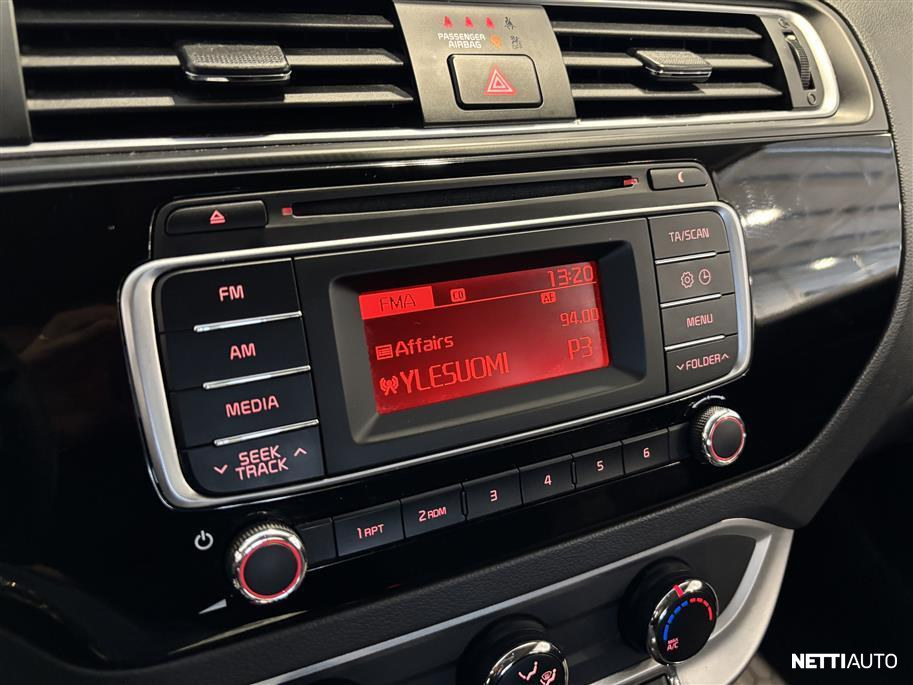 PASSENGER
AIRBAG
TA/SCAN
FM
AM
MEDIA
SEEK
TRACK
MENU
FOLDER
FMA
CD
13:20
AF
94.00
Affairs
YLESUOMI P3
1 RPT
2 RDM
3
4
5
6
MAX
A/C
NETTIAUTO